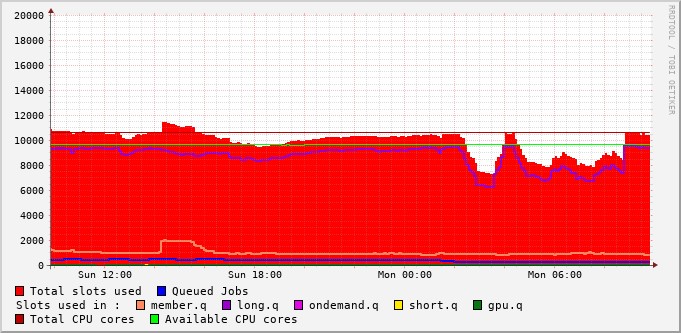 RRDTOOL / TOBI OETIKER
20000
18000
16000
14000
12000
10000
8000
6000
4000
2000
0
Sun 12:00 Sun 18:00 Mon 00:00 Mon 06:00
Total slots used Queued Jobs
Slots used in : member.q long.q ondemand.q short.q gpu.q
Total CPU cores Available CPU cores